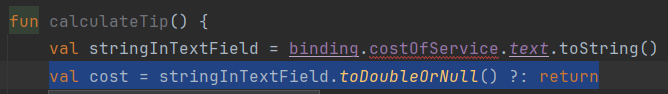 fun calculateTip() {
val stringInTextField = binding.costOfService.text.toString()
val cost = stringInTextField.toDoubleOrNull() ?: return